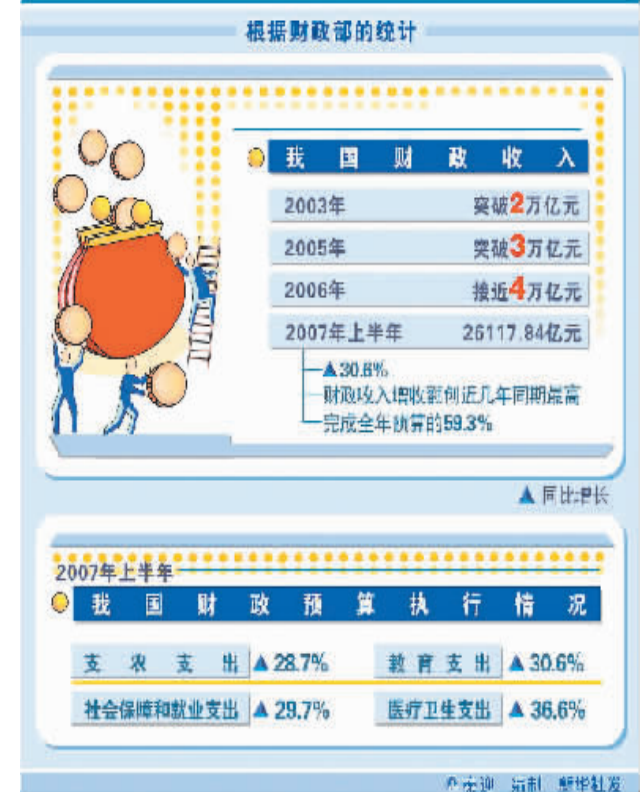 根据财政部的统计
我国财政收入
2003年 突破2万亿元
2005年 突破3万亿元
2006年 接近4万亿元
2007年上半年 26117.84亿元
▲30.6%
财政收入增收额创近几年同期最高
完成全年预算的59.3%
▲ 同比增长
2007年上半年
我国财政预算执行情况
支农支出 ▲28.7% 教育支出 ▲30.6%
社会保障和就业支出 ▲29.7% 医疗卫生支出 ▲36.6%
编制 新华社发